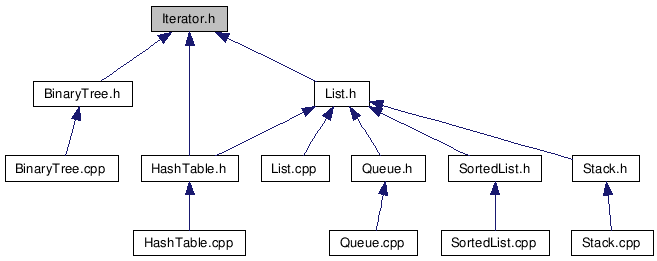 Iterator.h
BinaryTree.h
List.h
BinaryTree.cpp
HashTable.h
List.cpp
Queue.h
SortedList.h
Stack.h
HashTable.cpp
Queue.cpp
SortedList.cpp
Stack.cpp